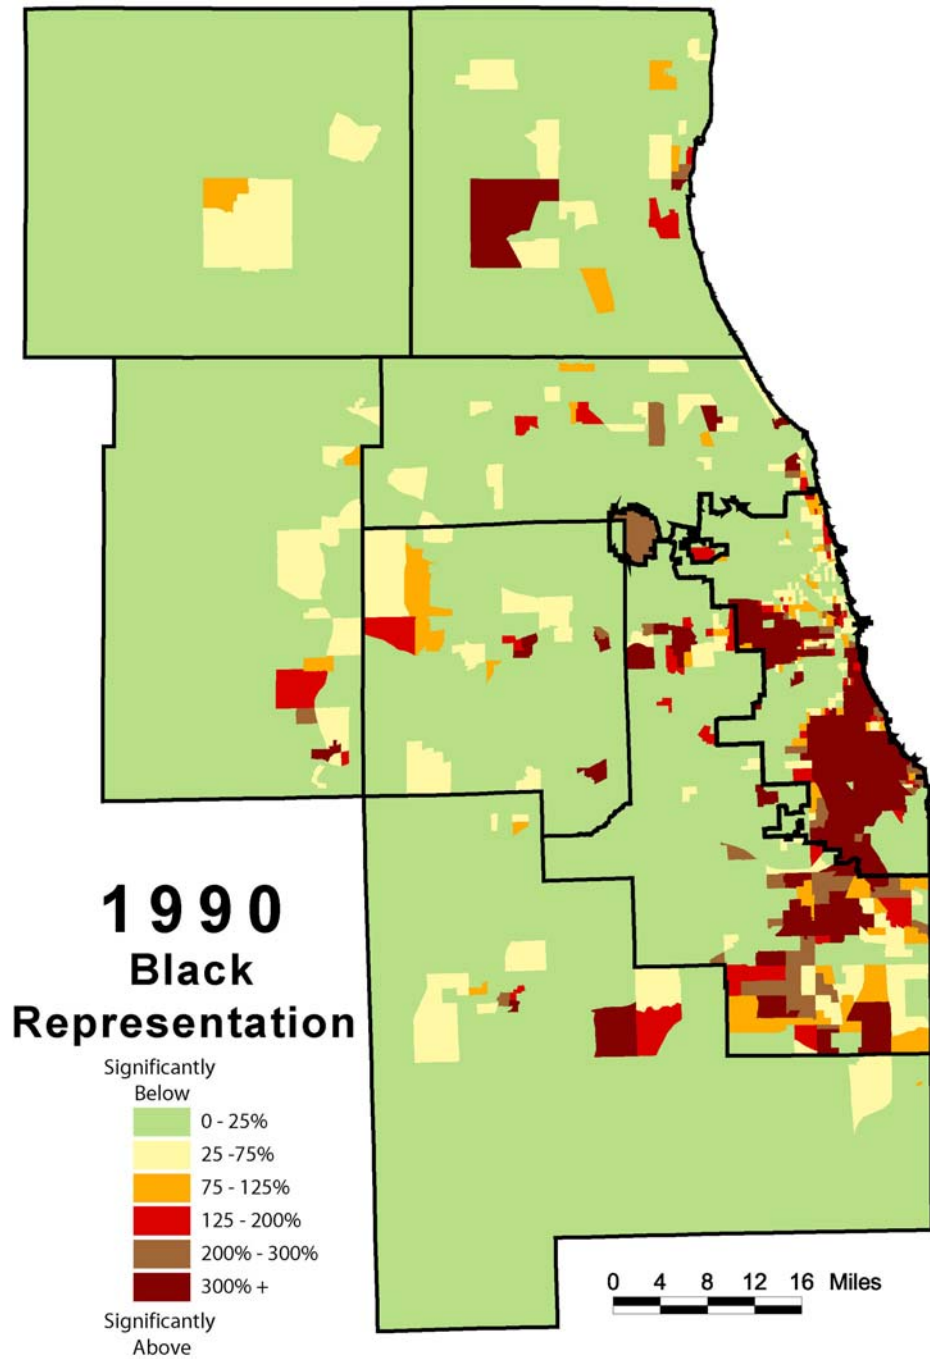 1990
Black
Representation
Significantly
Below
0 - 25%
25 -75%
75 - 125%
125 - 200%
200% - 300%
300% +
Significantly
Above
0 4 8 12 16 Miles